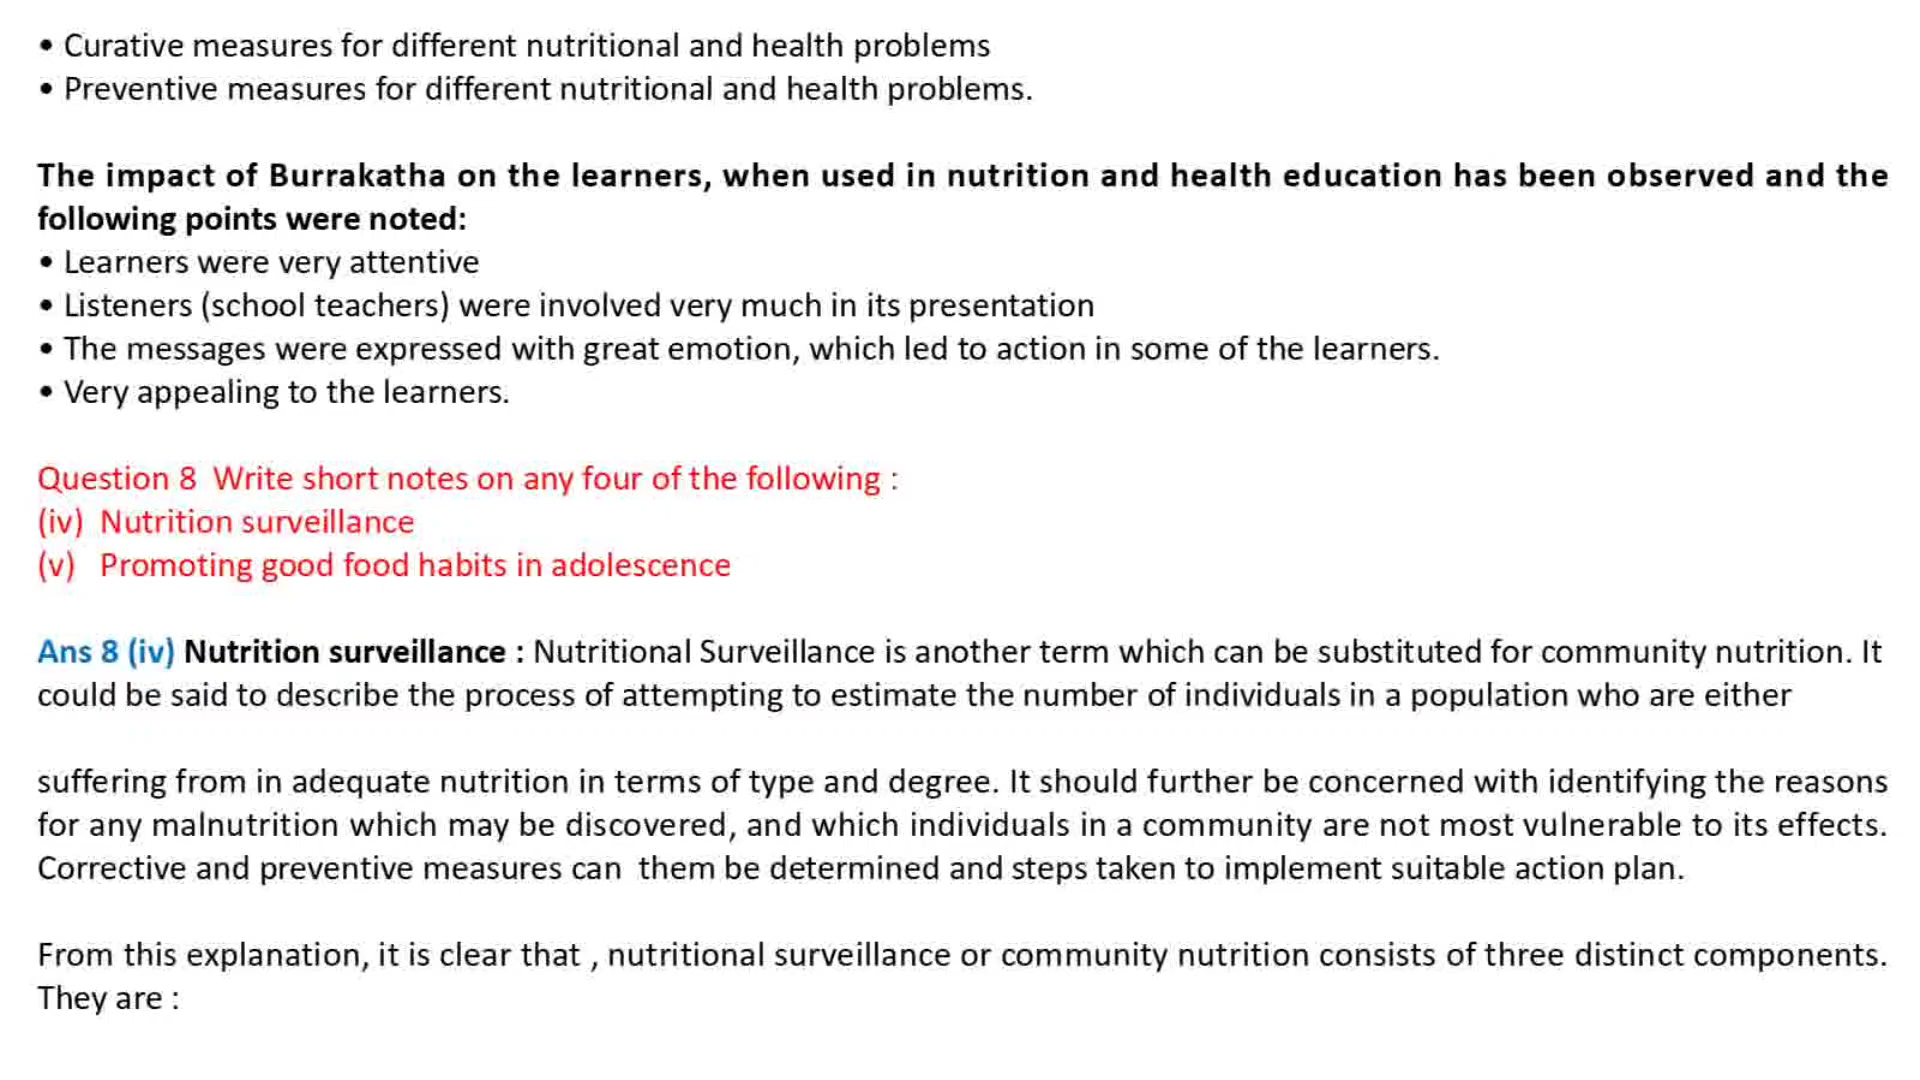 • Curative measures for different nutritional and health problems
• Preventive measures for different nutritional and health problems.
The impact of Burrakatha on the learners, when used in nutrition and health education has been observed and the
following points were noted:
• Learners were very attentive
• Listeners (school teachers) were involved very much in its presentation
• The messages were expressed with great emotion, which led to action in some of the learners.
• Very appealing to the learners.
Question 8  Write short notes on any four of the following :
(iv)  Nutrition surveillance
(v)   Promoting good food habits in adolescence
Ans 8 (iv) Nutrition surveillance : Nutritional Surveillance is another term which can be substituted for community nutrition. It
could be said to describe the process of attempting to estimate the number of individuals in a population who are either
suffering from in adequate nutrition in terms of type and degree. It should further be concerned with identifying the reasons
for any malnutrition which may be discovered, and which individuals in a community are not most vulnerable to its effects.
Corrective and preventive measures can  them be determined and steps taken to implement suitable action plan.
From this explanation, it is clear that , nutritional surveillance or community nutrition consists of three distinct components.
They are :